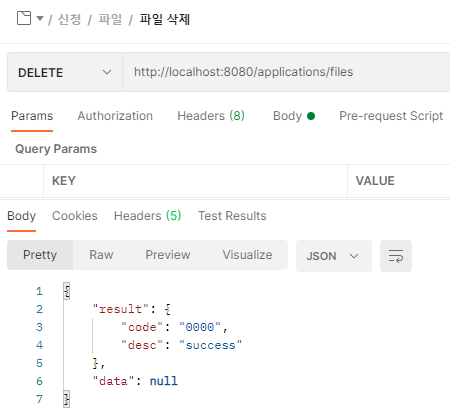 / 신청 / 파일 / 파일 삭제
DELETE http://localhost:8080/applications/files
Params Authorization Headers (8) Body Pre-request Script
Query Params
KEY VALUE
Body Cookies Headers (5) Test Results
Pretty Raw Preview Visualize JSON
1 {
2 "result": {
3 "code": "0000",
4 "desc": "success"
5 },
6 "data": null
7 }